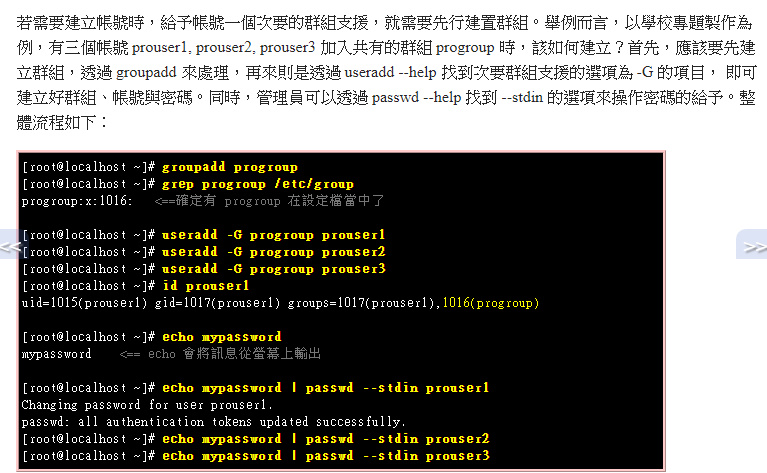 若需要建立帳號時，給予帳號一個次要的群組支援，就需要先行建置群組。舉例而言，以學校專題製作為
例，有三個帳號 prouser1, prouser2, prouser3 加入共有的群組 progroup 時，該如何建立？首先，應該要先建
立群組，透過 groupadd 來處理，再來則是透過 useradd --help 找到次要群組支援的選項為 -G 的項目， 即可
建立好群組、帳號與密碼。同時，管理員可以透過 passwd --help 找到 --stdin 的選項來操作密碼的給予。整
體流程如下：
[root@localhost ~]# groupadd progroup
[root@localhost ~]# grep progroup /etc/group
progroup:x:1016:   <==確定有 progroup 在設定檔當中了
[root@localhost ~]# useradd -G progroup prouser1
<<
>>
[root@localhost ~]# useradd -G progroup prouser2
[root@localhost ~]# useradd -G progroup prouser3
[root@localhost ~]# id prouser1
uid=1015(prouser1) gid=1017(prouser1) groups=1017(prouser1),1016(progroup)
[root@localhost ~]# echo mypassword
mypassword    <== echo 會將訊息從螢幕上輸出
[root@localhost ~]# echo mypassword | passwd --stdin prouser1
Changing password for user prouser1.
passwd: all authentication tokens updated successfully.
[root@localhost ~]# echo mypassword | passwd --stdin prouser2
[root@localhost ~]# echo mypassword | passwd --stdin prouser3